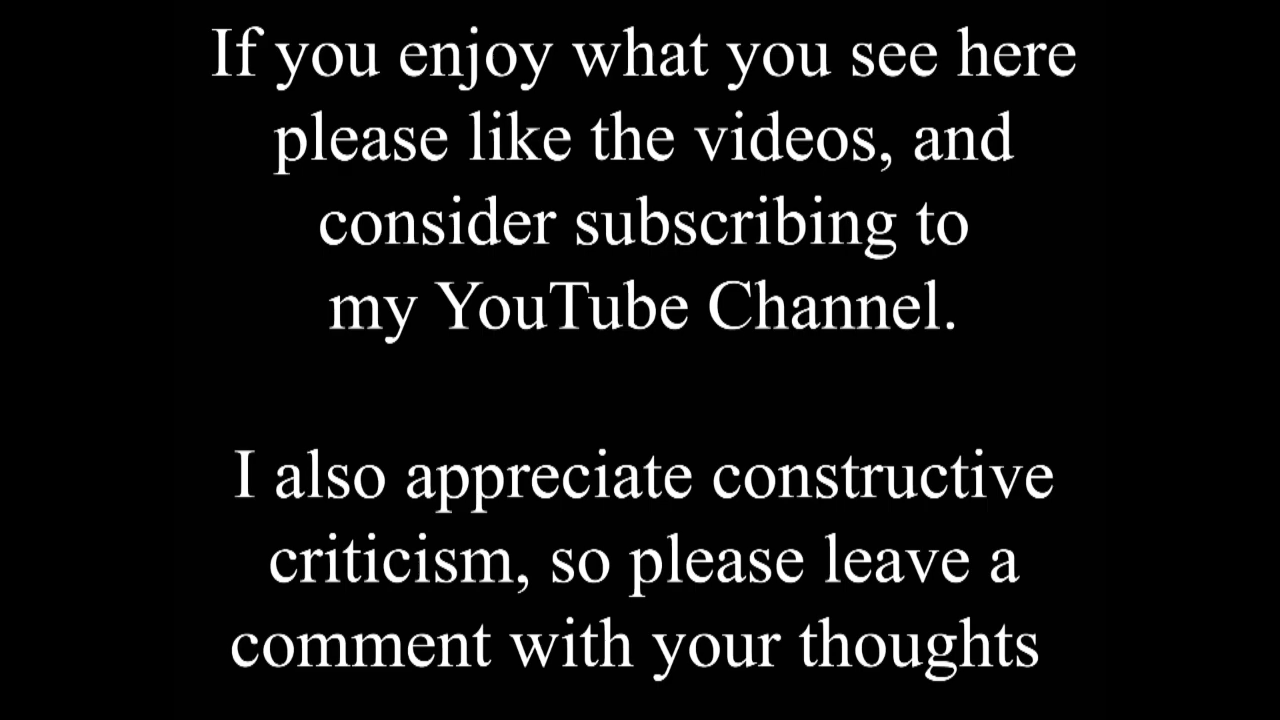 If you enjoy what you see here
please like the videos, and
consider subscribing to
my YouTube Channel.
I also appreciate constructive
criticism, so please leave a
comment with your thoughts